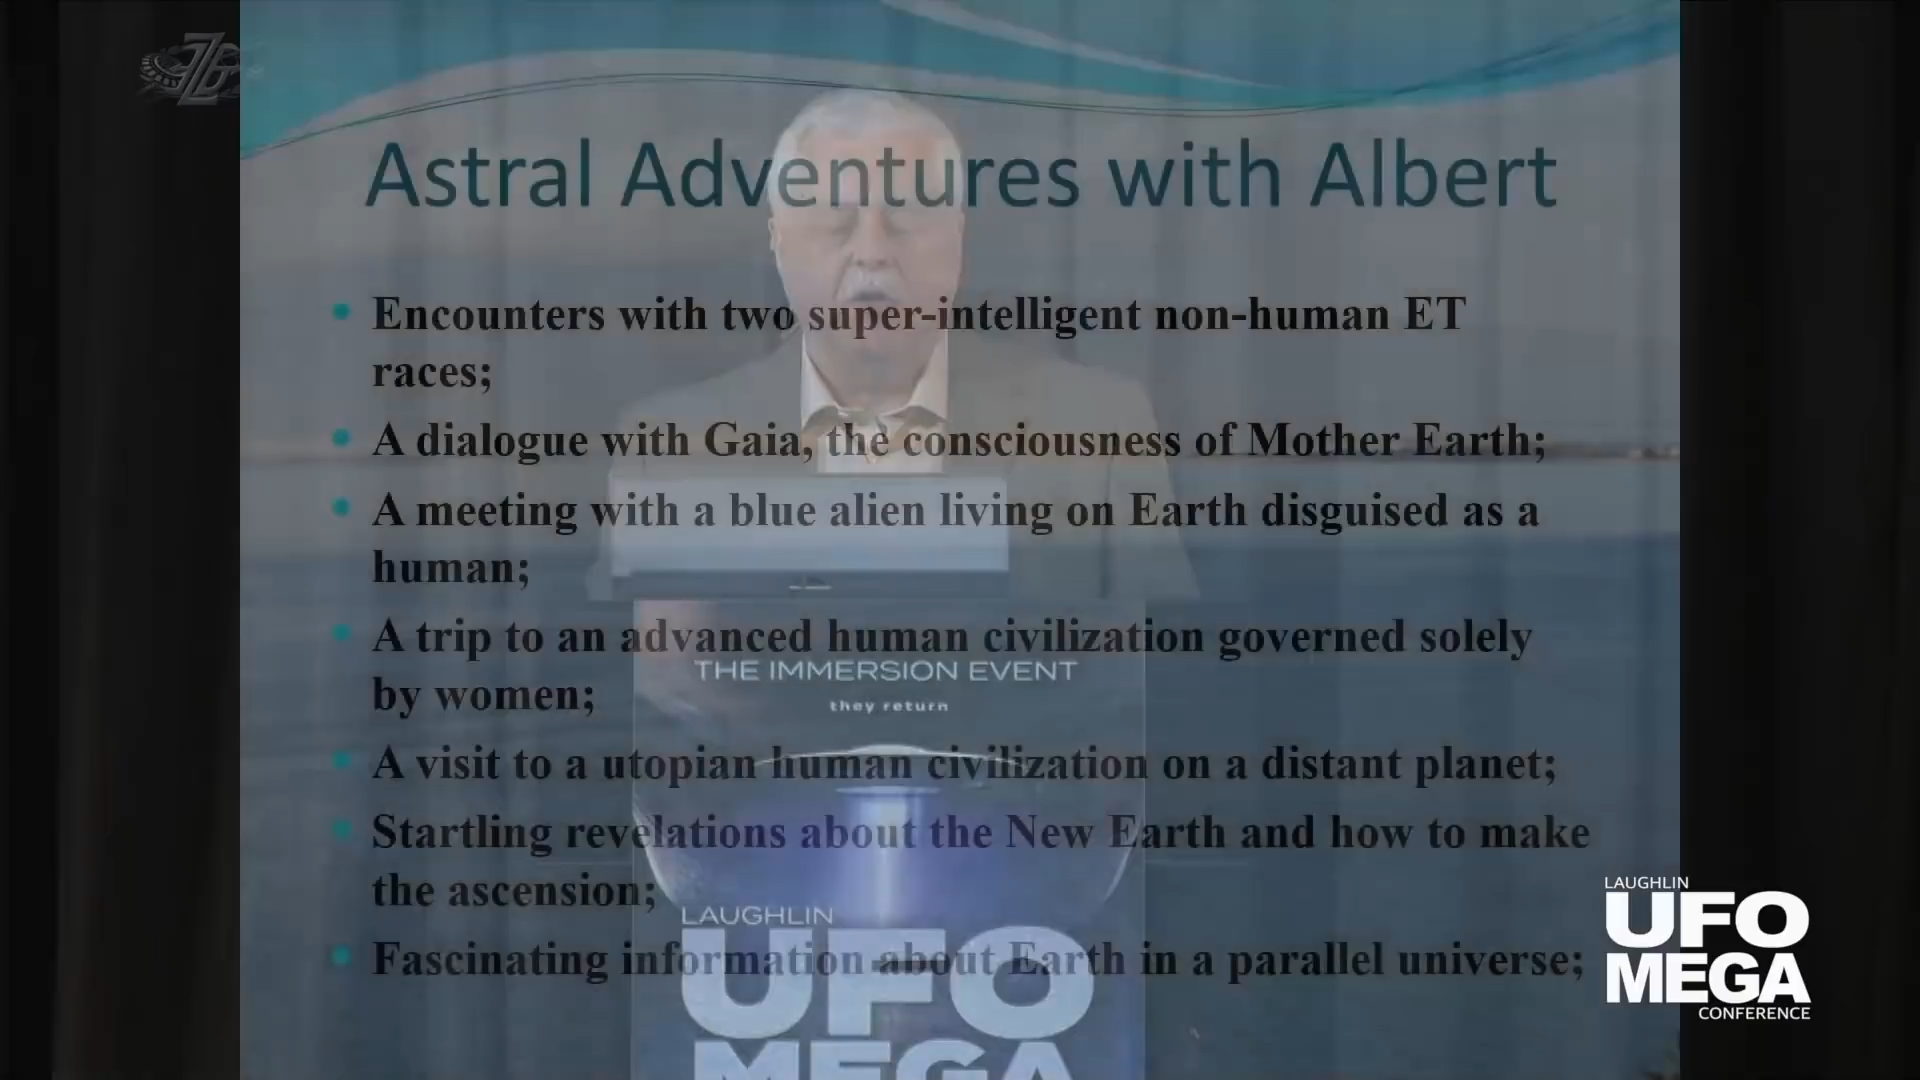 Astral Adventures with Albert
Encounters with two super-intelligent non-human ET
races;
A dialogue with Gaia, the consciousness of Mother Earth;
A meeting with a blue alien living on Earth disguised as a
human;
A trip to an advanced human civilization governed solely
by women;
THE IMMERSION EVENT
they return
A visit to a utopian human civilization on a distant planet;
Startling revelations about the New Earth and how to make
the ascension;
Fascinating information about Earth in a parallel universe;
LAUGHLIN
UFO
MEGA
LAUGHLIN
UFO
MEGA
CONFERENCE